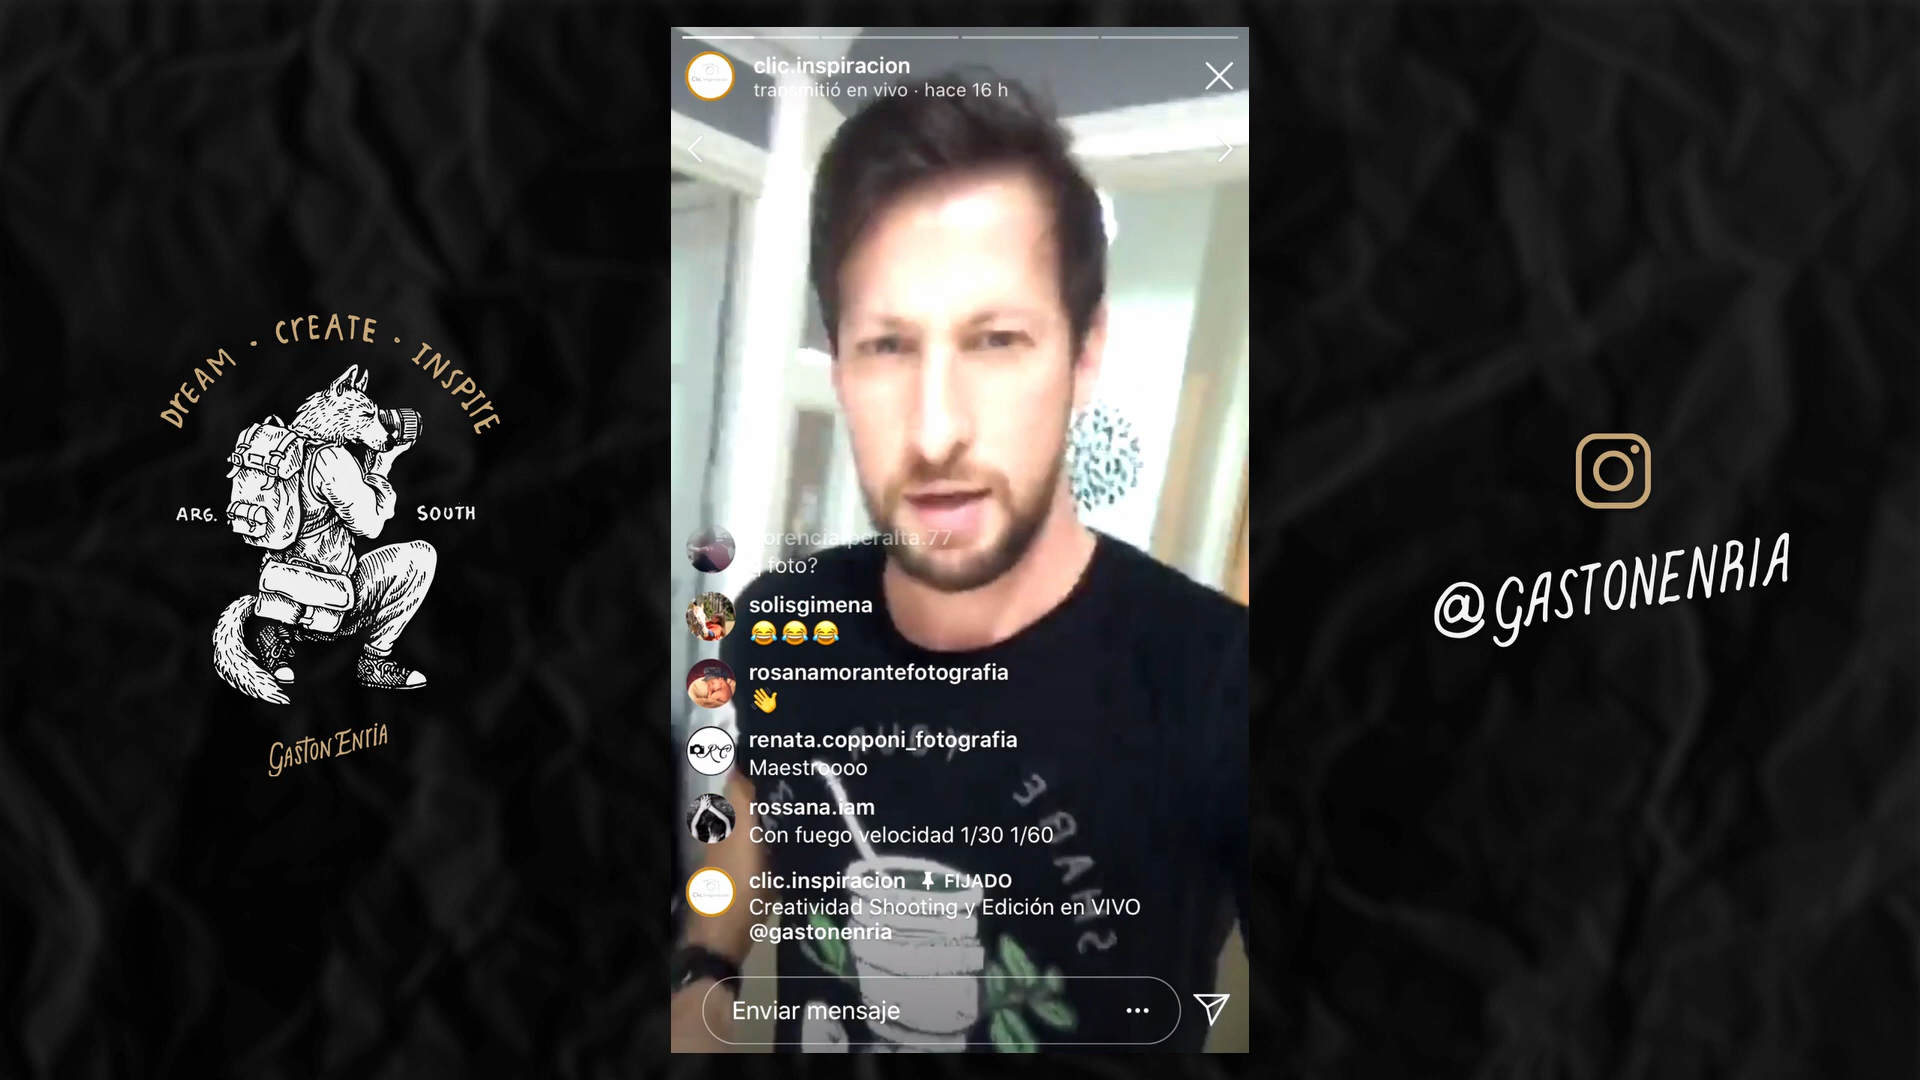 DREAM · CREATE · INSPIRE
ARG. SOUTH
GASTON ENRIA
clic.inspiracion
transmitió en vivo · hace 16 h
foto?
solisgimena
😂😂😂
rosanamorantefotografia
👋
renata.copponi_fotografia
Maestroooo
rossana.iam
Con fuego velocidad 1/30 1/60
clic.inspiracion FIJADO
Creatividad Shooting y Edición en VIVO
@gastonenria
Enviar mensaje
SHARE
@GASTONENRIA